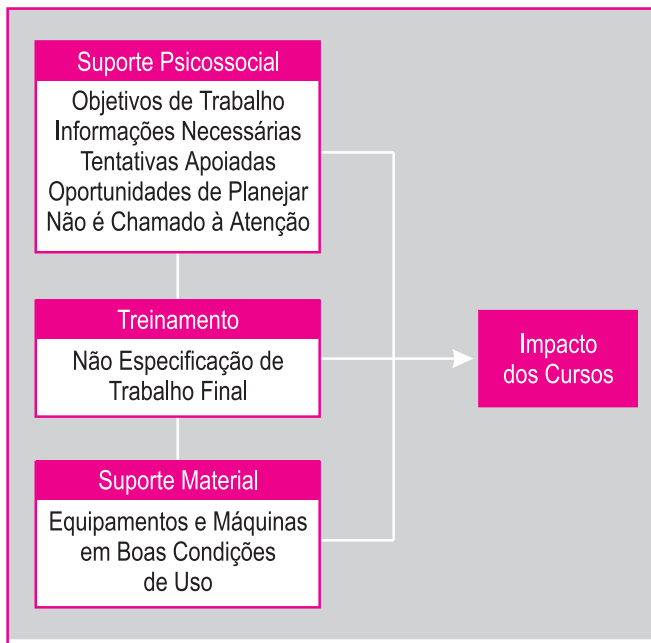 Suporte Psicossocial
Objetivos de Trabalho
Informações Necessárias
Tentativas Apoiadas
Oportunidades de Planejar
Não é Chamado à Atenção
Treinamento
Não Especificação de
Trabalho Final
Suporte Material
Equipamentos e Máquinas
em Boas Condições
de Uso
Impacto
dos Cursos